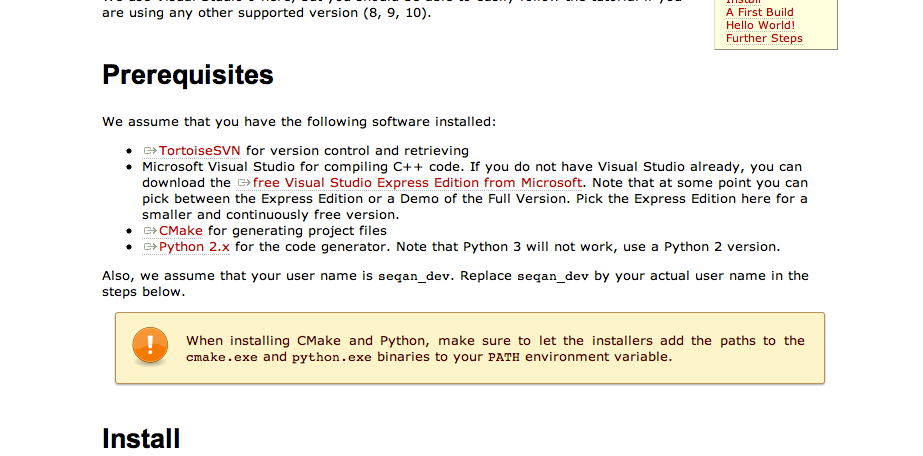 are using any other supported version (8, 9, 10).
Install
A First Build
Hello World!
Further Steps
Prerequisites
We assume that you have the following software installed:
TortoiseSVN for version control and retrieving
Microsoft Visual Studio for compiling C++ code. If you do not have Visual Studio already, you can
download the free Visual Studio Express Edition from Microsoft. Note that at some point you can
pick between the Express Edition or a Demo of the Full Version. Pick the Express Edition here for a
smaller and continuously free version.
CMake for generating project files
Python 2.x for the code generator. Note that Python 3 will not work, use a Python 2 version.
Also, we assume that your user name is seqan_dev. Replace seqan_dev by your actual user name in the
steps below.
When installing CMake and Python, make sure to let the installers add the paths to the
cmake.exe and python.exe binaries to your PATH environment variable.
Install